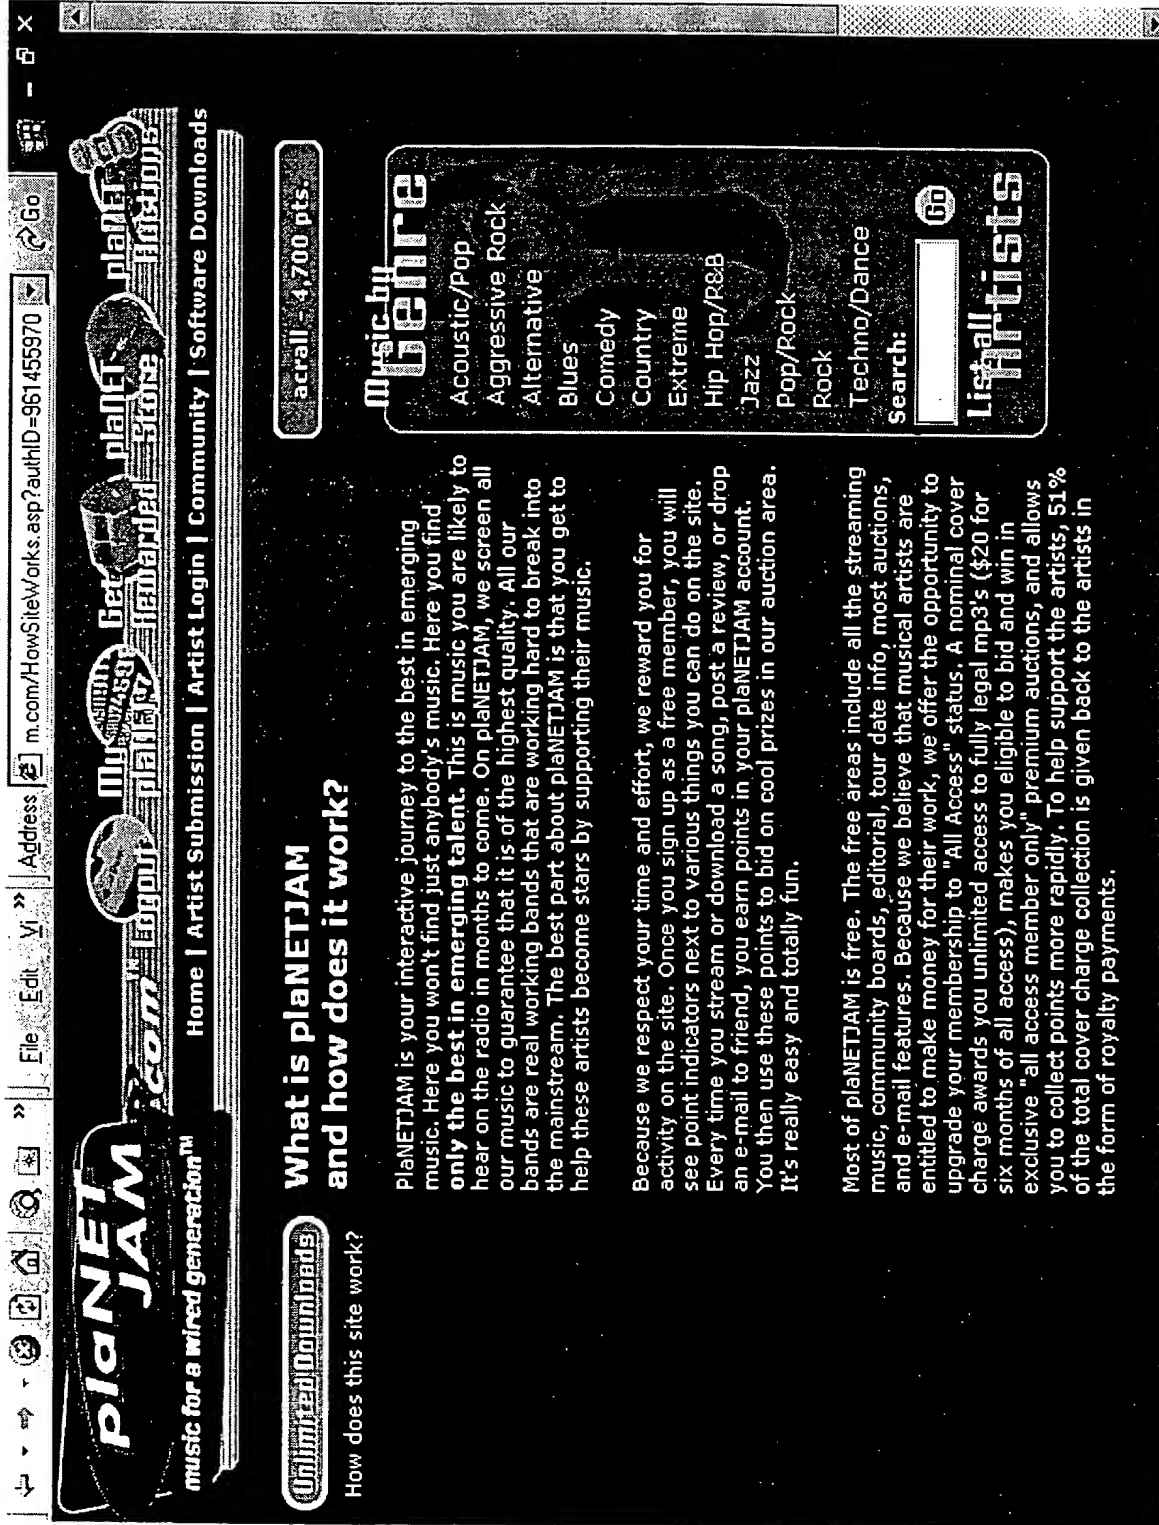 File Edit Vi » Address m.com/HowSiteWorks.asp?authID=961455970 Go
plaNET
JAM
.com™
music for a wired generation™
Logout
My
plaNET
Get
Rewarded
plaNET
Store
plaNET
Auctions
Home | Artist Submission | Artist Login | Community | Software Downloads
Unlimited Downloads
How does this site work?
What is plaNETJAM
and how does it work?
acrall - 4,700 pts.
PlaNETJAM is your interactive journey to the best in emerging
music. Here you won't find just anybody's music. Here you find
only the best in emerging talent. This is music you are likely to
hear on the radio in months to come. On plaNETJAM, we screen all
our music to guarantee that it is of the highest quality. All our
bands are real working bands that are working hard to break into
the mainstream. The best part about plaNETJAM is that you get to
help these artists become stars by supporting their music.
Because we respect your time and effort, we reward you for
activity on the site. Once you sign up as a free member, you will
see point indicators next to various things you can do on the site.
Every time you stream or download a song, post a review, or drop
an e-mail to friend, you earn points in your plaNETJAM account.
You then use these points to bid on cool prizes in our auction area.
It's really easy and totally fun.
Most of plaNETJAM is free. The free areas include all the streaming
music, community boards, editorial, tour date info, most auctions,
and e-mail features. Because we believe that musical artists are
entitled to make money for their work, we offer the opportunity to
upgrade your membership to "All Access" status. A nominal cover
charge awards you unlimited access to fully legal mp3's ($20 for
six months of all access), makes you eligible to bid and win in
exclusive "all access member only" premium auctions, and allows
you to collect points more rapidly. To help support the artists, 51%
of the total cover charge collection is given back to the artists in
the form of royalty payments.
Music by
Genre
Acoustic/Pop
Aggressive Rock
Alternative
Blues
Comedy
Country
Extreme
Hip Hop/R&B
Jazz
Pop/Rock
Rock
Techno/Dance
Search:
Go
List all
Artists